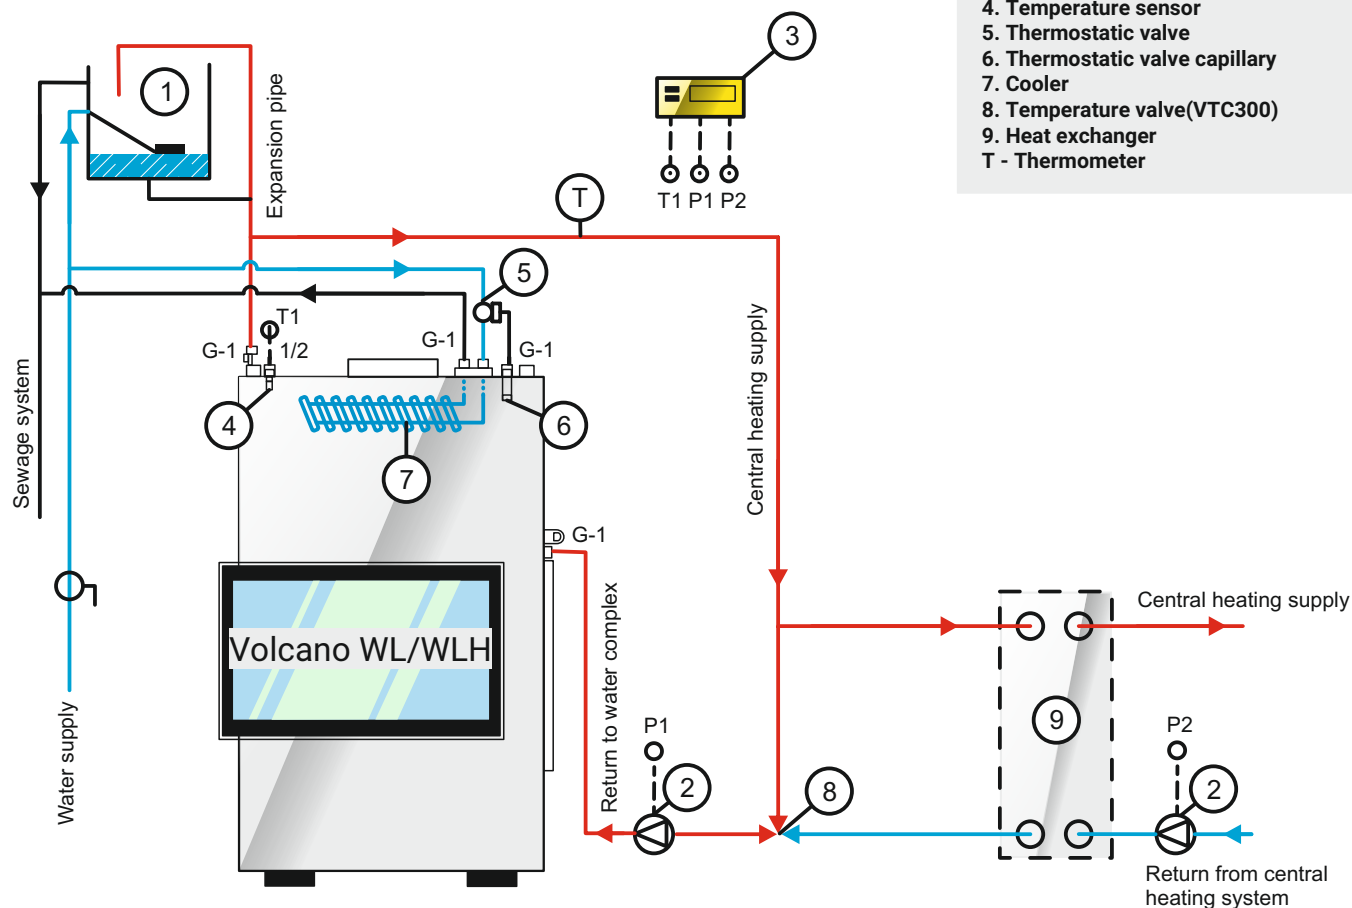 4. Temperature sensor
5. Thermostatic valve
6. Thermostatic valve capillary
7. Cooler
8. Temperature valve(VTC300)
9. Heat exchanger
T - Thermometer
3
1
Expansion pipe
T1 P1 P2
T
5
T1
G-1
1/2
G-1
G-1
4
6
7
Sewage system
Central heating supply
G-1
Volcano WL/WLH
Return to water complex
Central heating supply
9
Water supply
P1
2
8
P2
2
Return from central
heating system